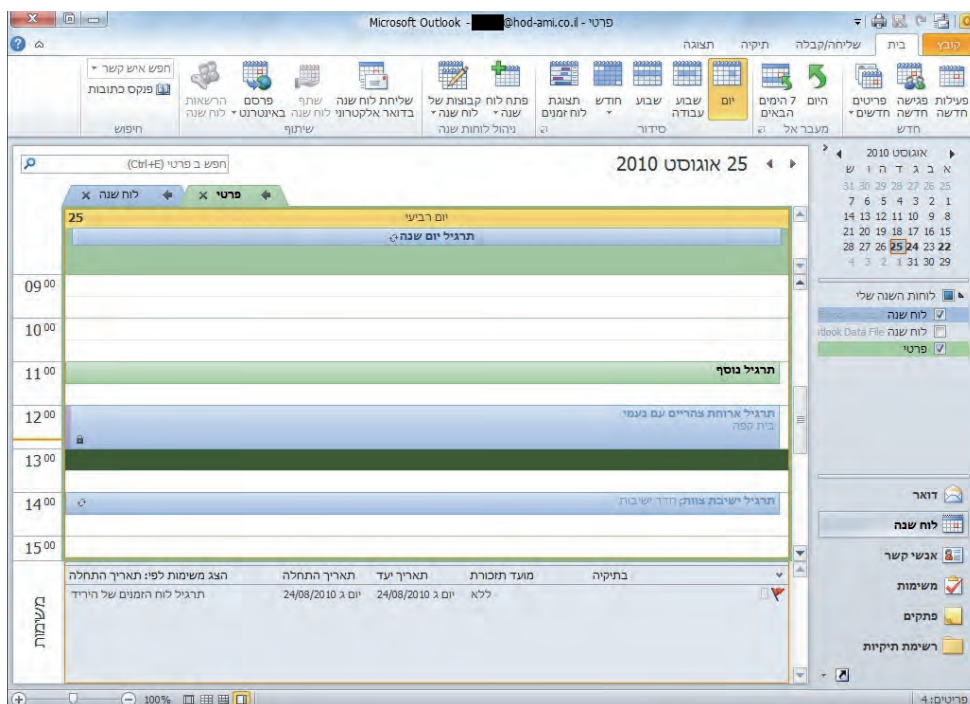 פרטי - @hod-ami.co.il - Microsoft Outlook
קובץ
בית
שליחה/קבלה
תיקיה
תצוגה
פעילות חדשה
פגישה חדשה
פריטים חדשים
חדש
היום
7 הימים הבאים
מעבר אל
יום
שבוע עבודה
שבוע
חודש
תצוגת לוח זמנים
סידור
פתח לוח שנה
קבוצות של לוח שנה
ניהול לוחות שנה
שליחת לוח שנה בדואר אלקטרוני
שתף לוח שנה
פרסם באינטרנט
הרשאות לוח שנה
שיתוף
חפש איש קשר
פנקס כתובות
חיפוש
אוגוסט 2010
א ב ג ד ה ו ש
25 26 27 28 29 30 31
1 2 3 4 5 6 7
8 9 10 11 12 13 14
15 16 17 18 19 20 21
22 23 24 25 26 27 28
29 30 31 1 2 3 4
לוחות השנה שלי
לוח שנה
לוח שנה Outlook Data File
פרטי
דואר
לוח שנה
אנשי קשר
משימות
פתקים
רשימת תיקיות
25 אוגוסט 2010
חפש ב פרטי (Ctrl+E)
פרטי
לוח שנה
25
יום רביעי
תרגיל יום שנה
09 00
10 00
11 00
תרגיל נוסף
12 00
תרגיל ארוחת צהריים עם נעמי
בית קפה
13 00
14 00
תרגיל ישיבת צוות; חדר ישיבות
15 00
משימות
הצג משימות לפי: תאריך התחלה
תאריך התחלה
תאריך יעד
מועד תזכורת
בתיקיה
תרגיל לוח הזמנים של היריד
יום ג 24/08/2010
יום ג 24/08/2010
ללא
פריטים: 4
100%